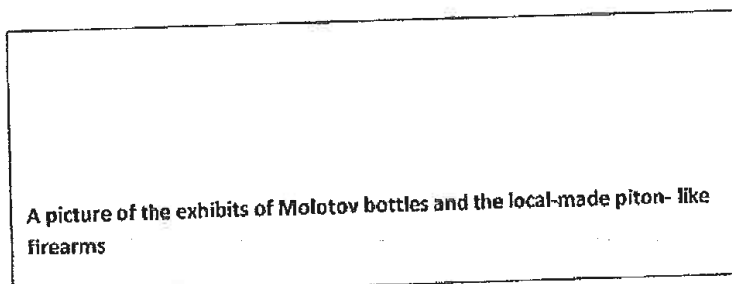 A picture of the exhibits of Molotov bottles and the local-made piton- like
firearms